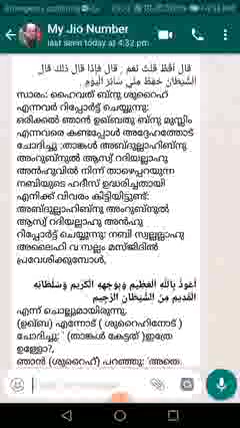 My Jio Number
last seen today at 4:32 pm
قال أقط قلت نعم . قال فإذا قال ذلك قال
الشيطان حفظ مني سائر اليوم
സാരം: ഹൈവത് ബ്നു ശുറൈഹ്
എന്നവർ റിപ്പോർട്ട് ചെയ്യുന്നു:
ഒരിക്കൽ ഞാൻ ഉഖ്ബതു ബ്നു മുസ്ലിം
എന്നവരെ കണ്ടപ്പോൾ അദ്ദേഹത്തോട്
ചോദിച്ചു :താങ്കൾ അബ്ദുല്ലാഹിബ്നു
അംറുബ്നുൽ ആസ്വ് റദിയല്ലാഹു
അൻഹുവിൽ നിന്ന് താഴെപ്പറയുന്ന
നബിയുടെ ഹദീസ് ഉദ്ധരിച്ചതായി
എനിക്ക് വിവരം കിട്ടിയിട്ടുണ്ട്:
അബ്ദുല്ലാഹിബ്നു അംറുബ്നുൽ
ആസ്വ് റദിയല്ലാഹു അൻഹു
റിപ്പോർട്ട് ചെയ്യുന്നു: നബി സ്വല്ലല്ലാഹു
അലൈഹി വ സല്ലം മസ്ജിദിൽ
പ്രവേശിക്കുമ്പോൾ,
أعوذ بالله العظيم وبوجهه الكريم وسلطانه
القديم من الشيطان الرجيم
എന്ന് ചൊല്ലുമായിരുന്നു.
(ഉഖ്ബ) എന്നോട് ( ശുറൈഹിനോട് )
ചോദിച്ചു: ' (താങ്കൾ കേട്ടത് )ഇത്രേ
ഉള്ളോ?,
ഞാൻ (ശുറൈഹ്) പറഞ്ഞു: 'അതെ.